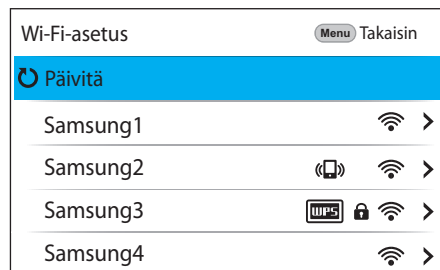 Wi-Fi-asetus Menu Takaisin
Päivitä
Samsung1
Samsung2
Samsung3 WPS
Samsung4